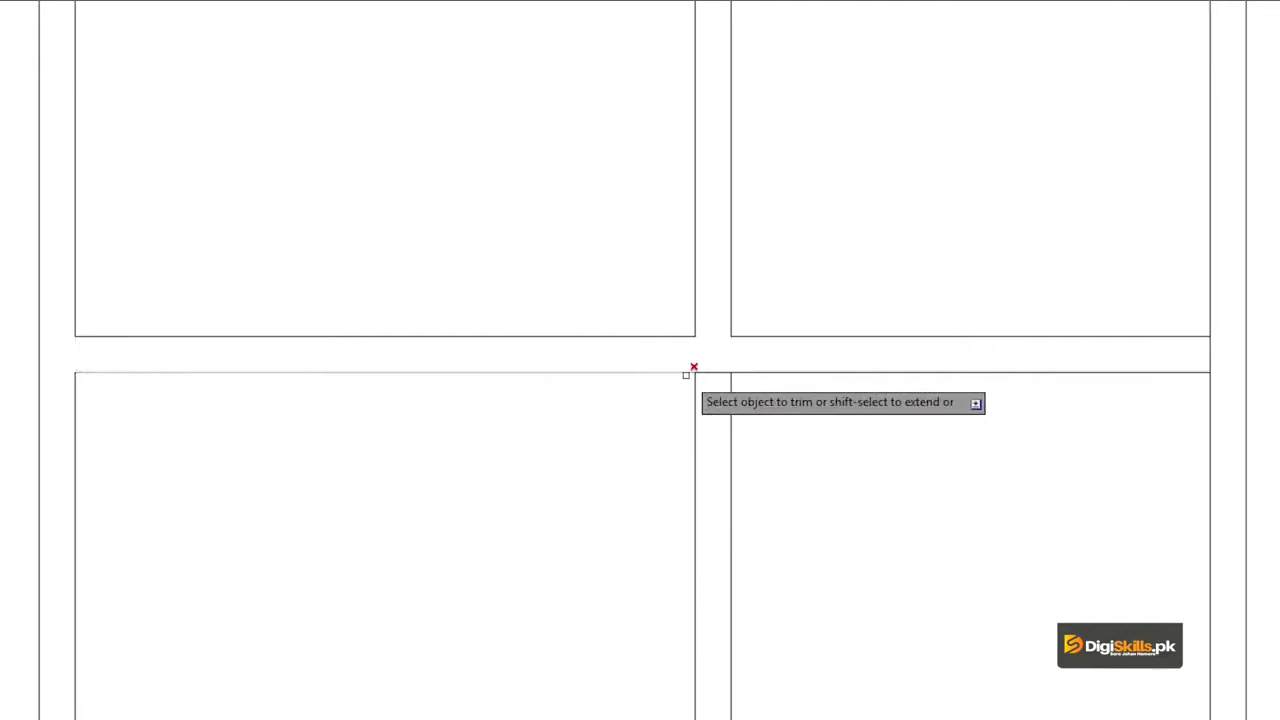 Select object to trim or shift-select to extend or
DigiSkills.pk